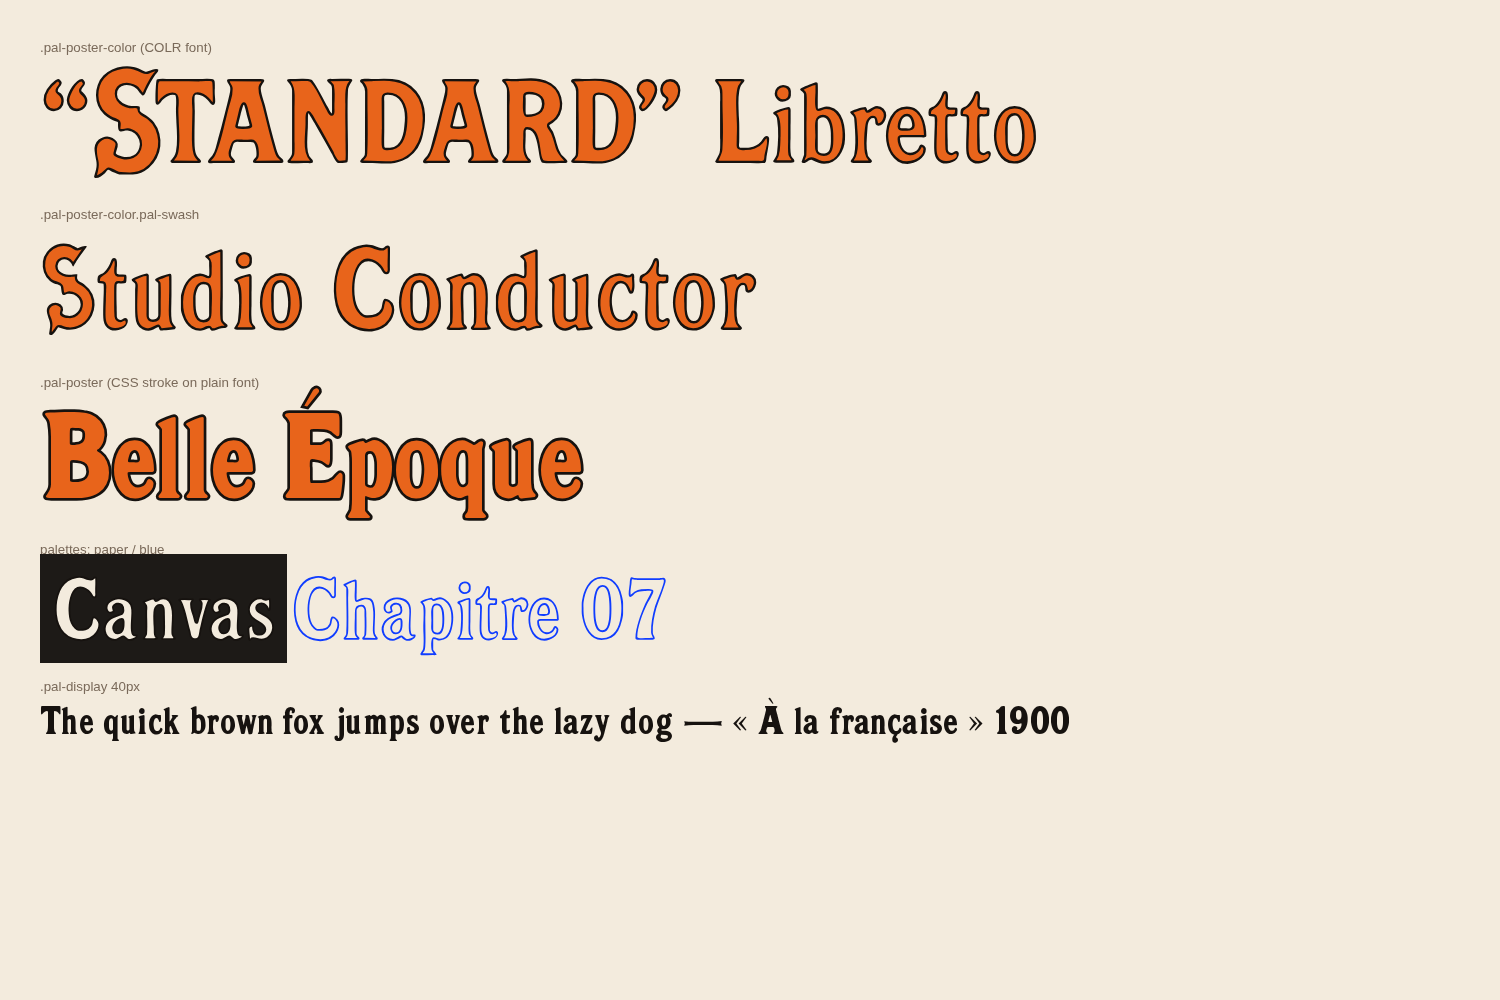 .pal-poster-color (COLR font)
“STANDARD” Libretto
.pal-poster-color.pal-swash
Studio Conductor
.pal-poster (CSS stroke on plain font)
Belle Époque
palettes: paper / blue
Canvas Chapitre 07
.pal-display 40px
The quick brown fox jumps over the lazy dog — « À la française » 1900